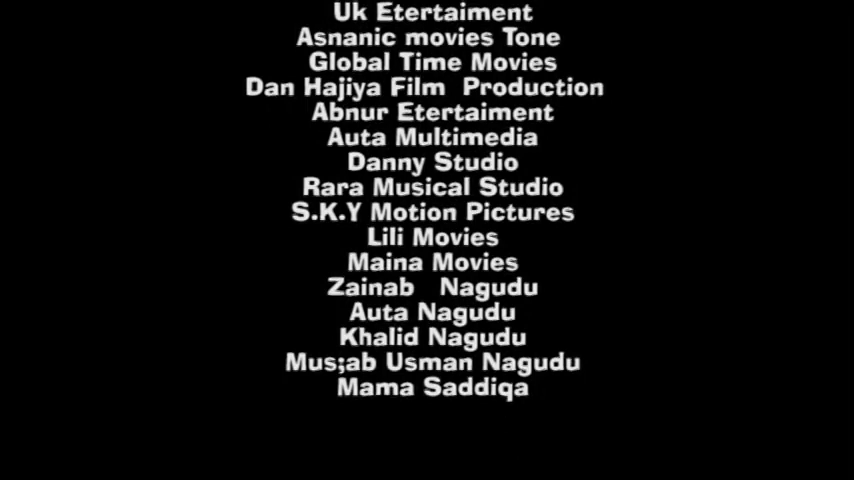 Uk Etertaiment
Asnanic movies Tone
Global Time Movies
Dan Hajiya Film Production
Abnur Etertaiment
Auta Multimedia
Danny Studio
Rara Musical Studio
S.K.Y Motion Pictures
Lili Movies
Maina Movies
Zainab Nagudu
Auta Nagudu
Khalid Nagudu
Mus;ab Usman Nagudu
Mama Saddiqa